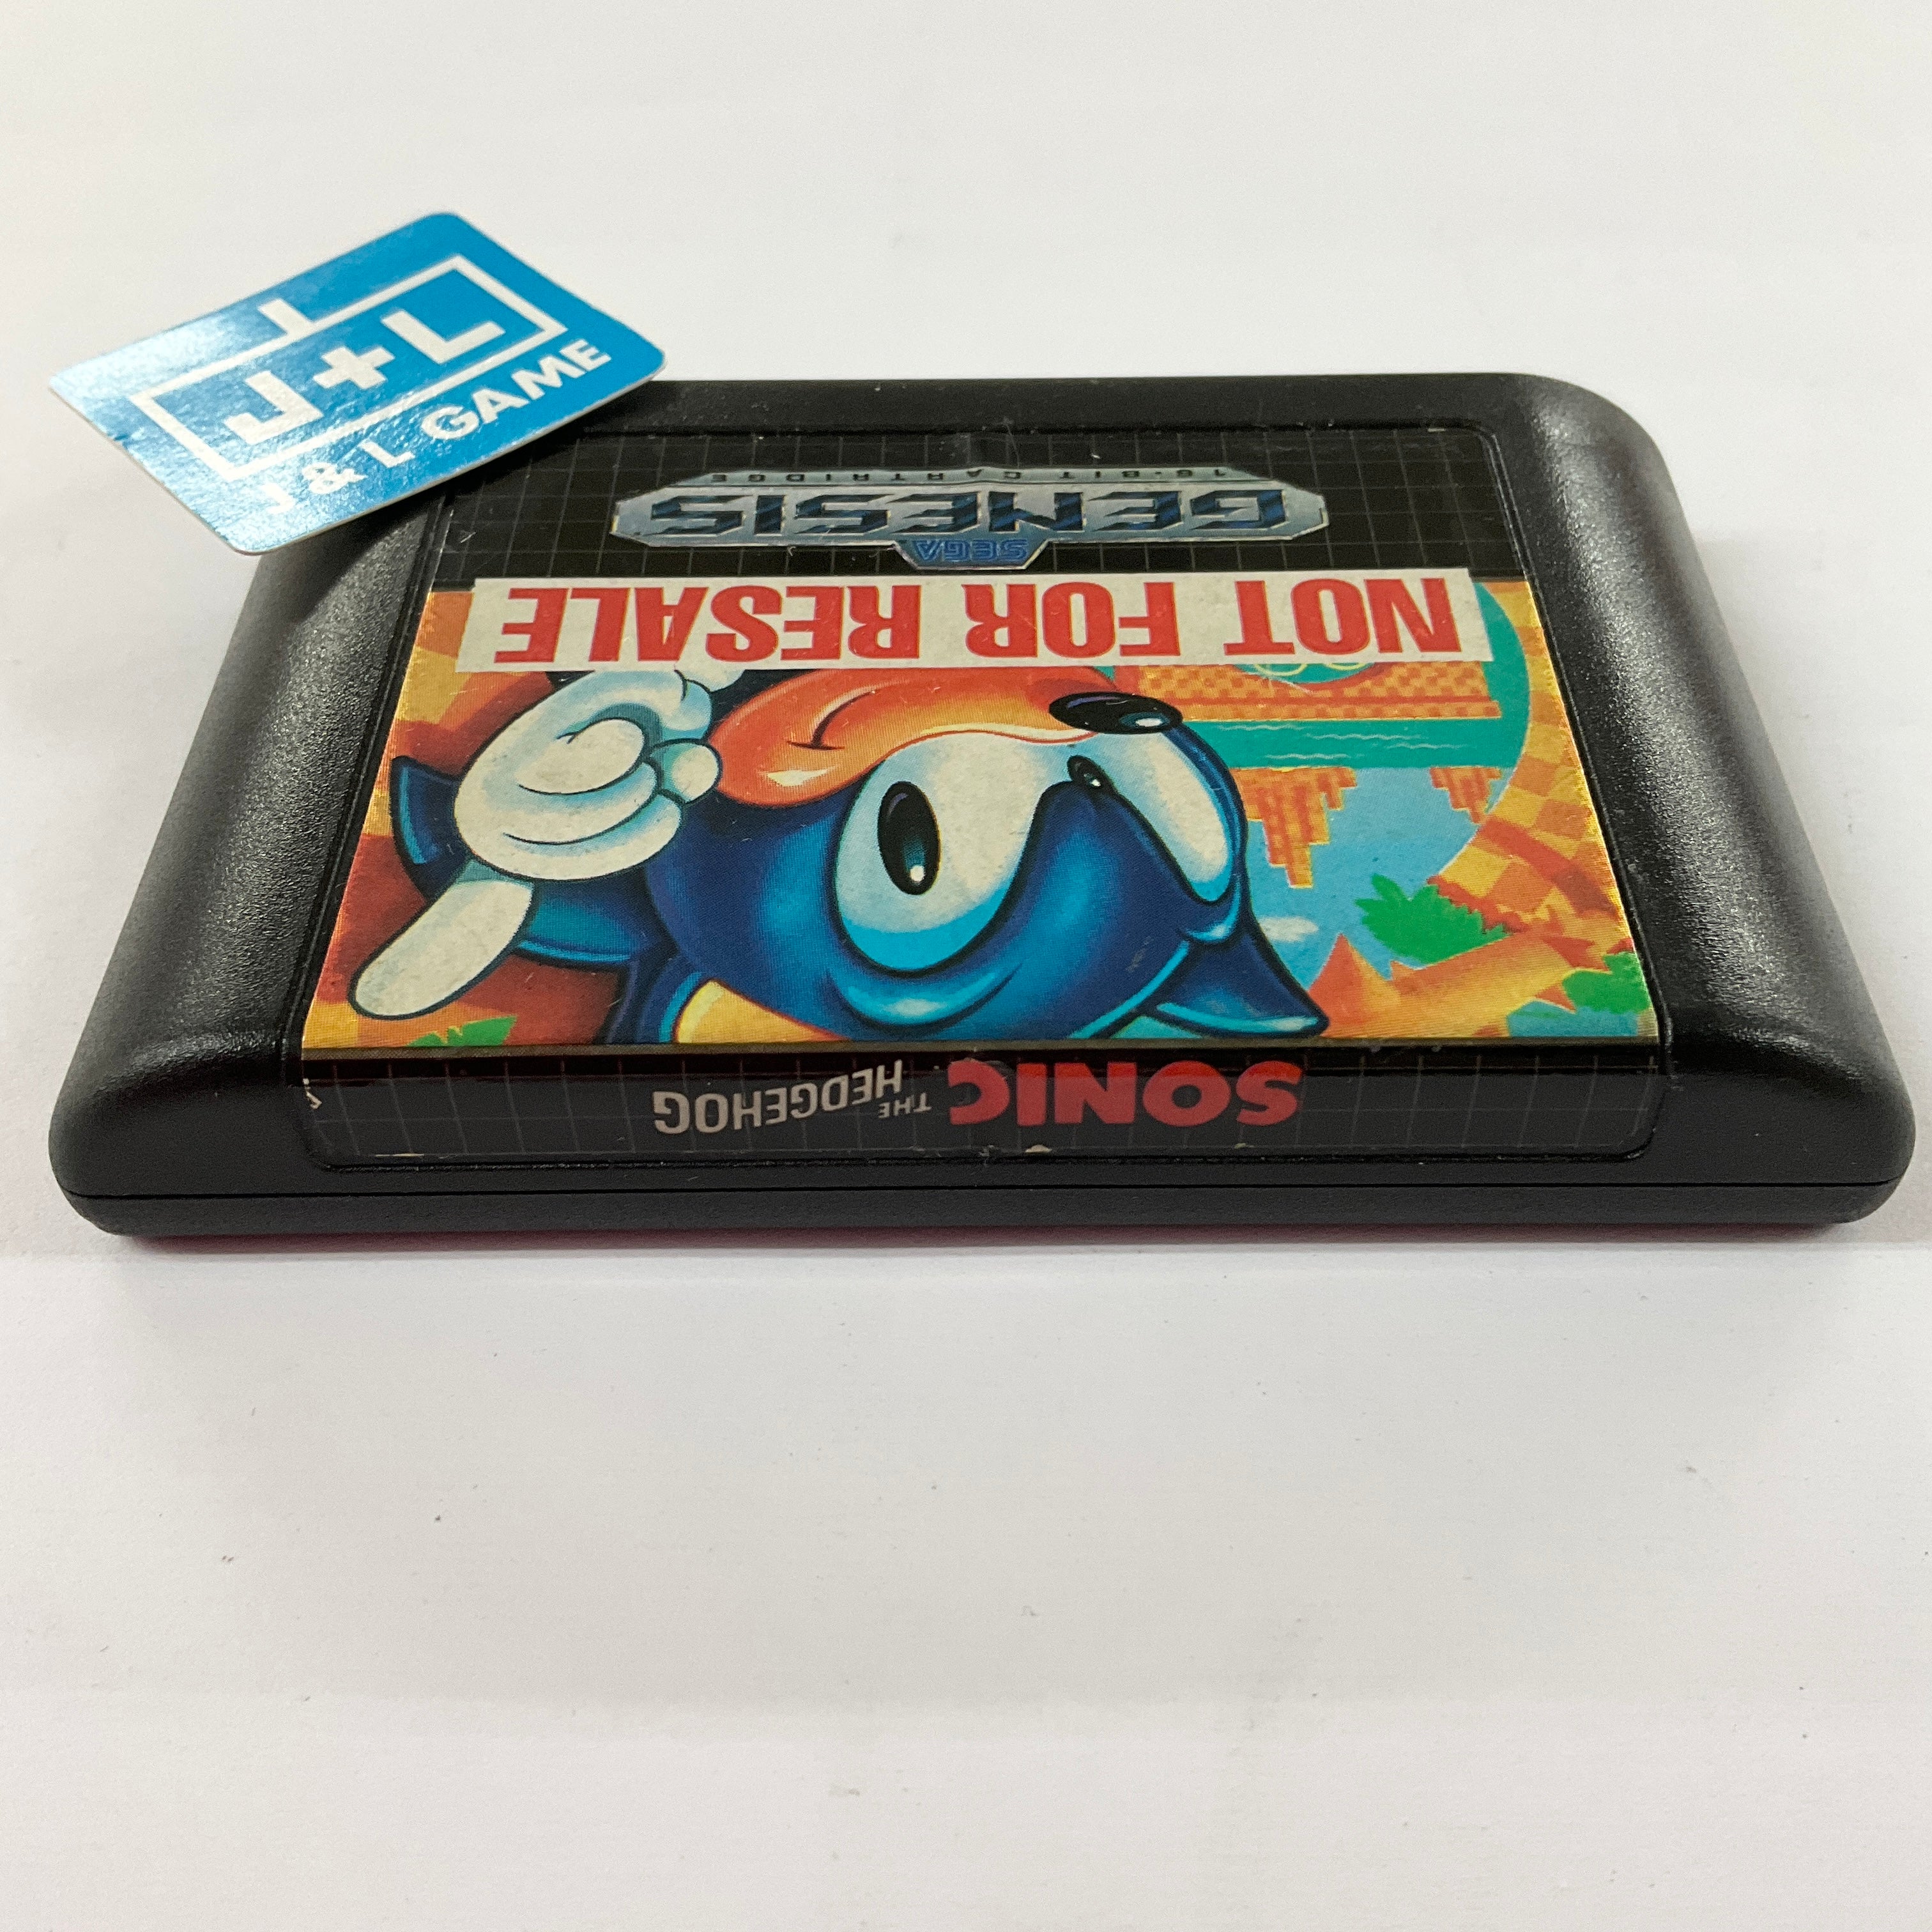 J+L
J & L GAME
SONIC
THE
HEDGEHOG
NOT FOR RESALE
SEGA
GENESIS
16-BIT CARTRIDGE